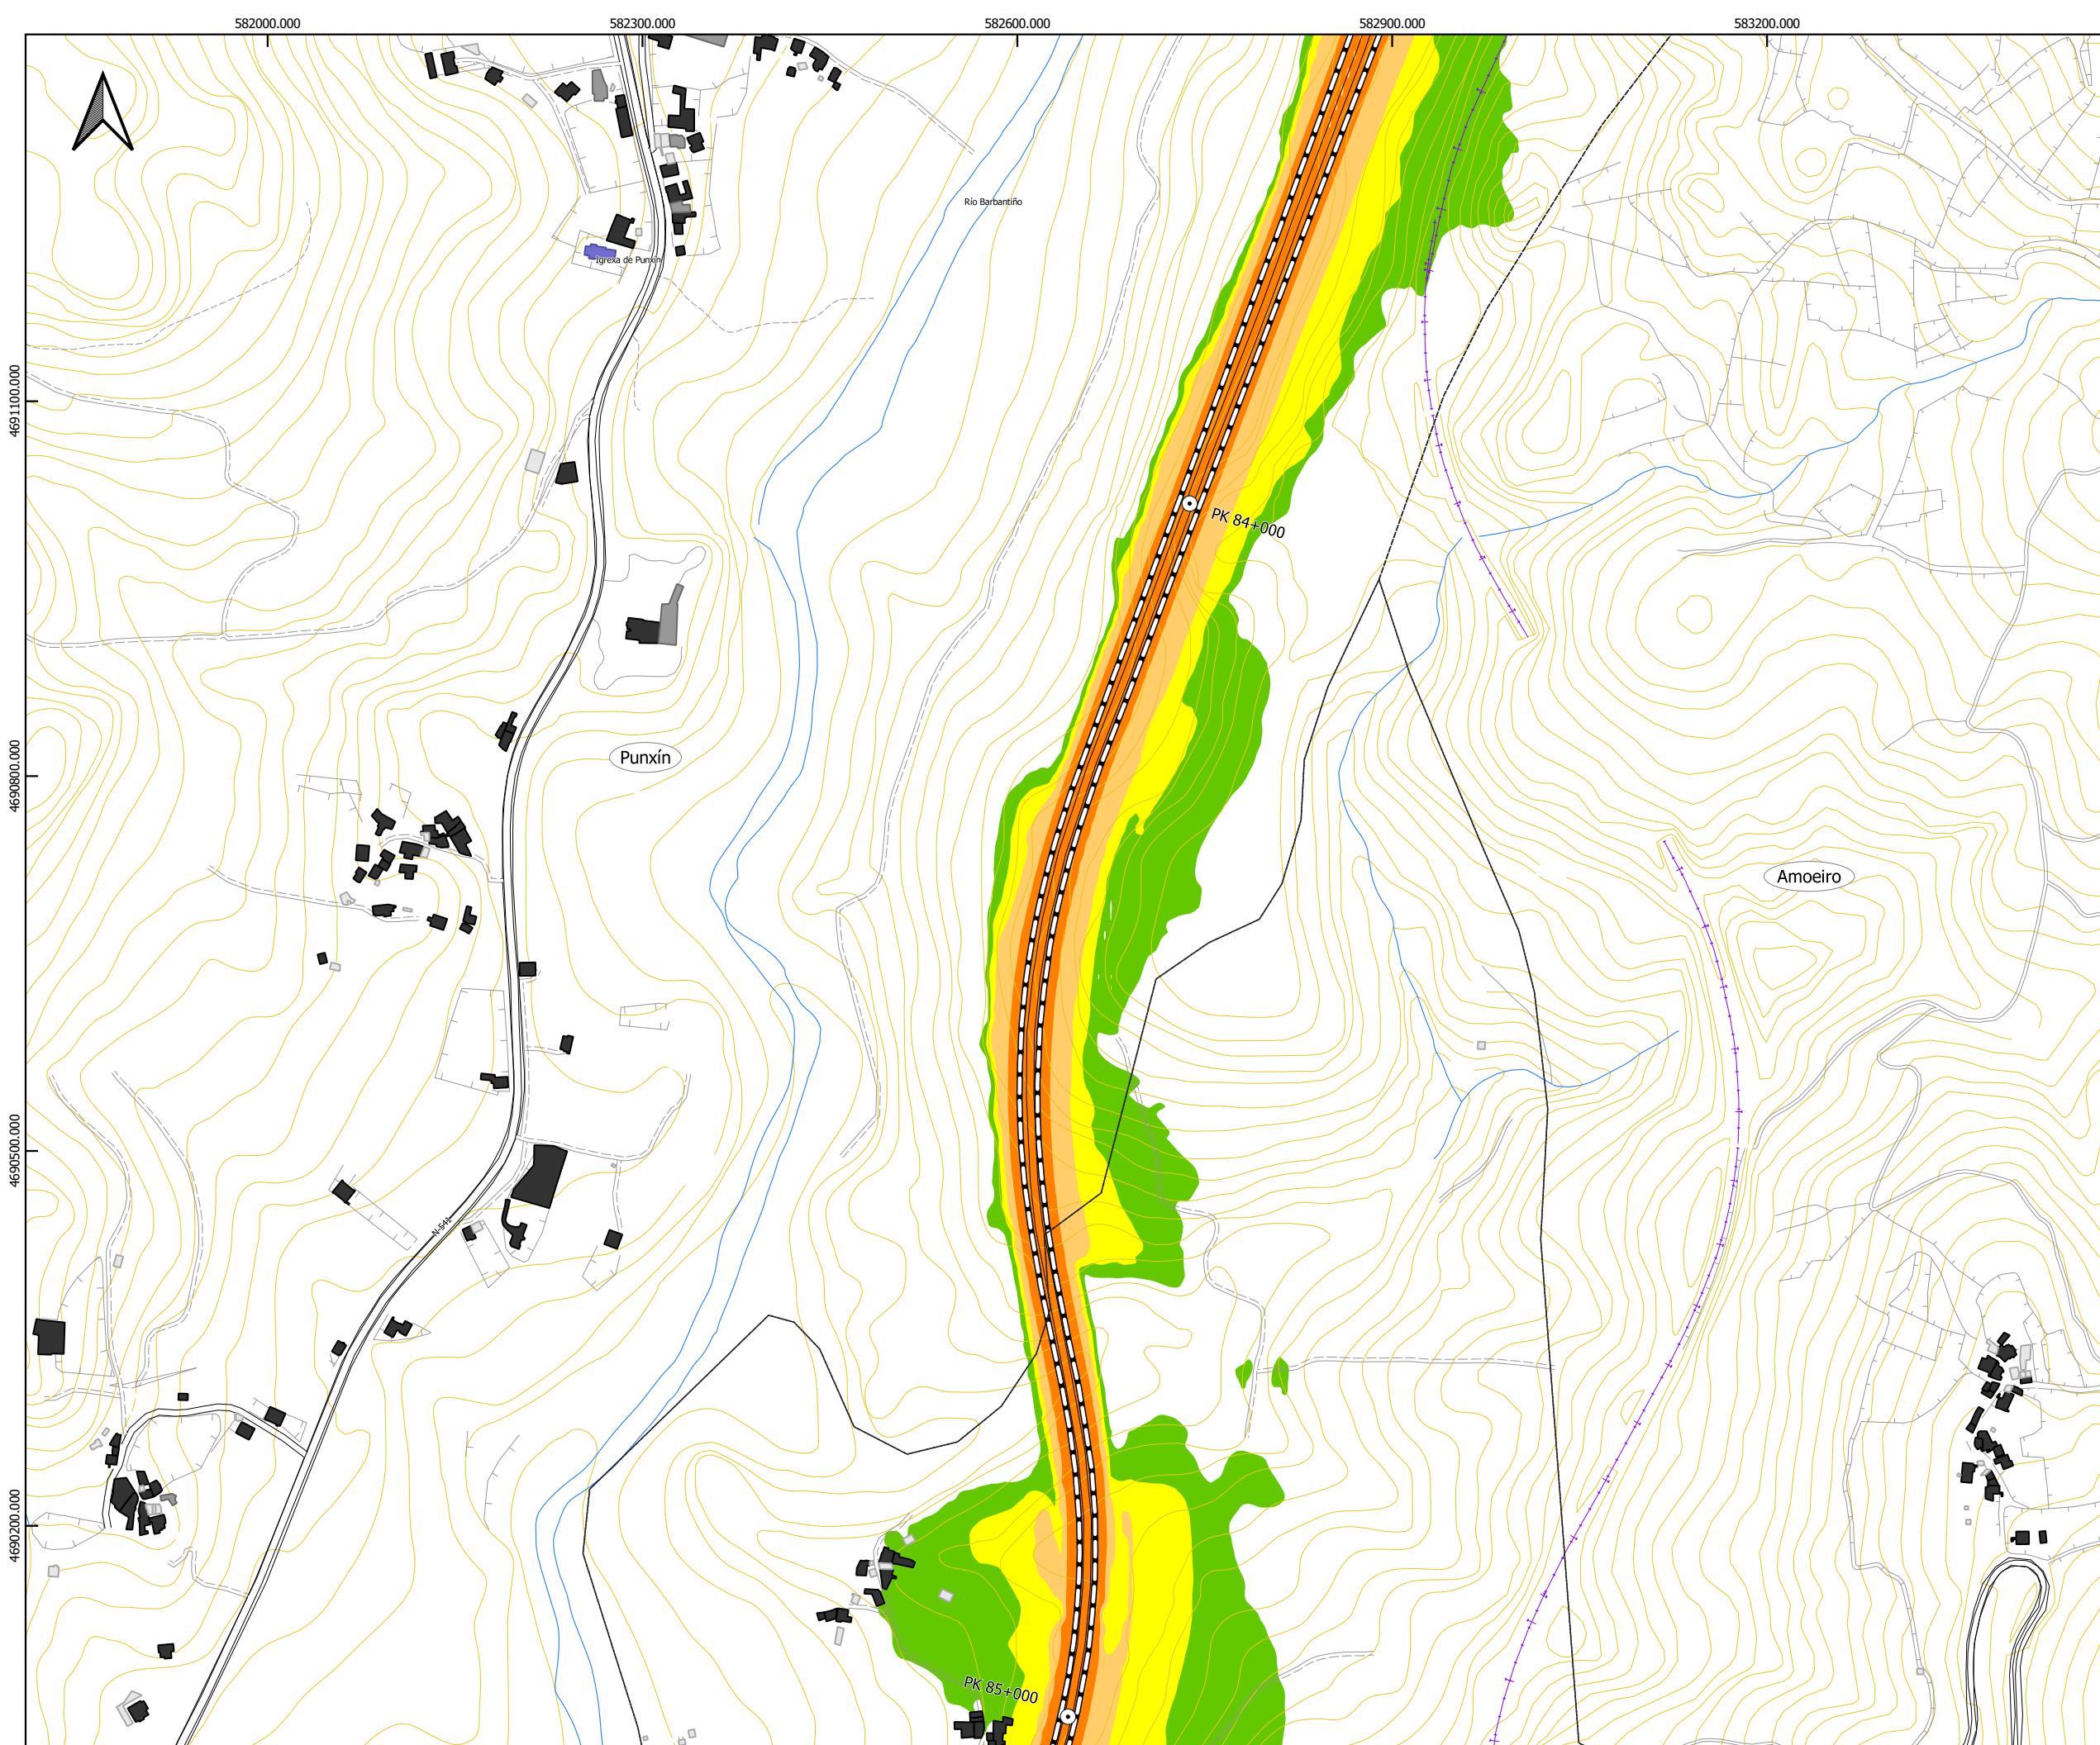 582000.000
582300.000
582600.000
582900.000
583200.000
Río Barbantiño
Igrexa de Punxín
4691100.000
PK 84+000
Punxín
4690800.000
Amoeiro
4690500.000
N-541
4690200.000
PK 85+000